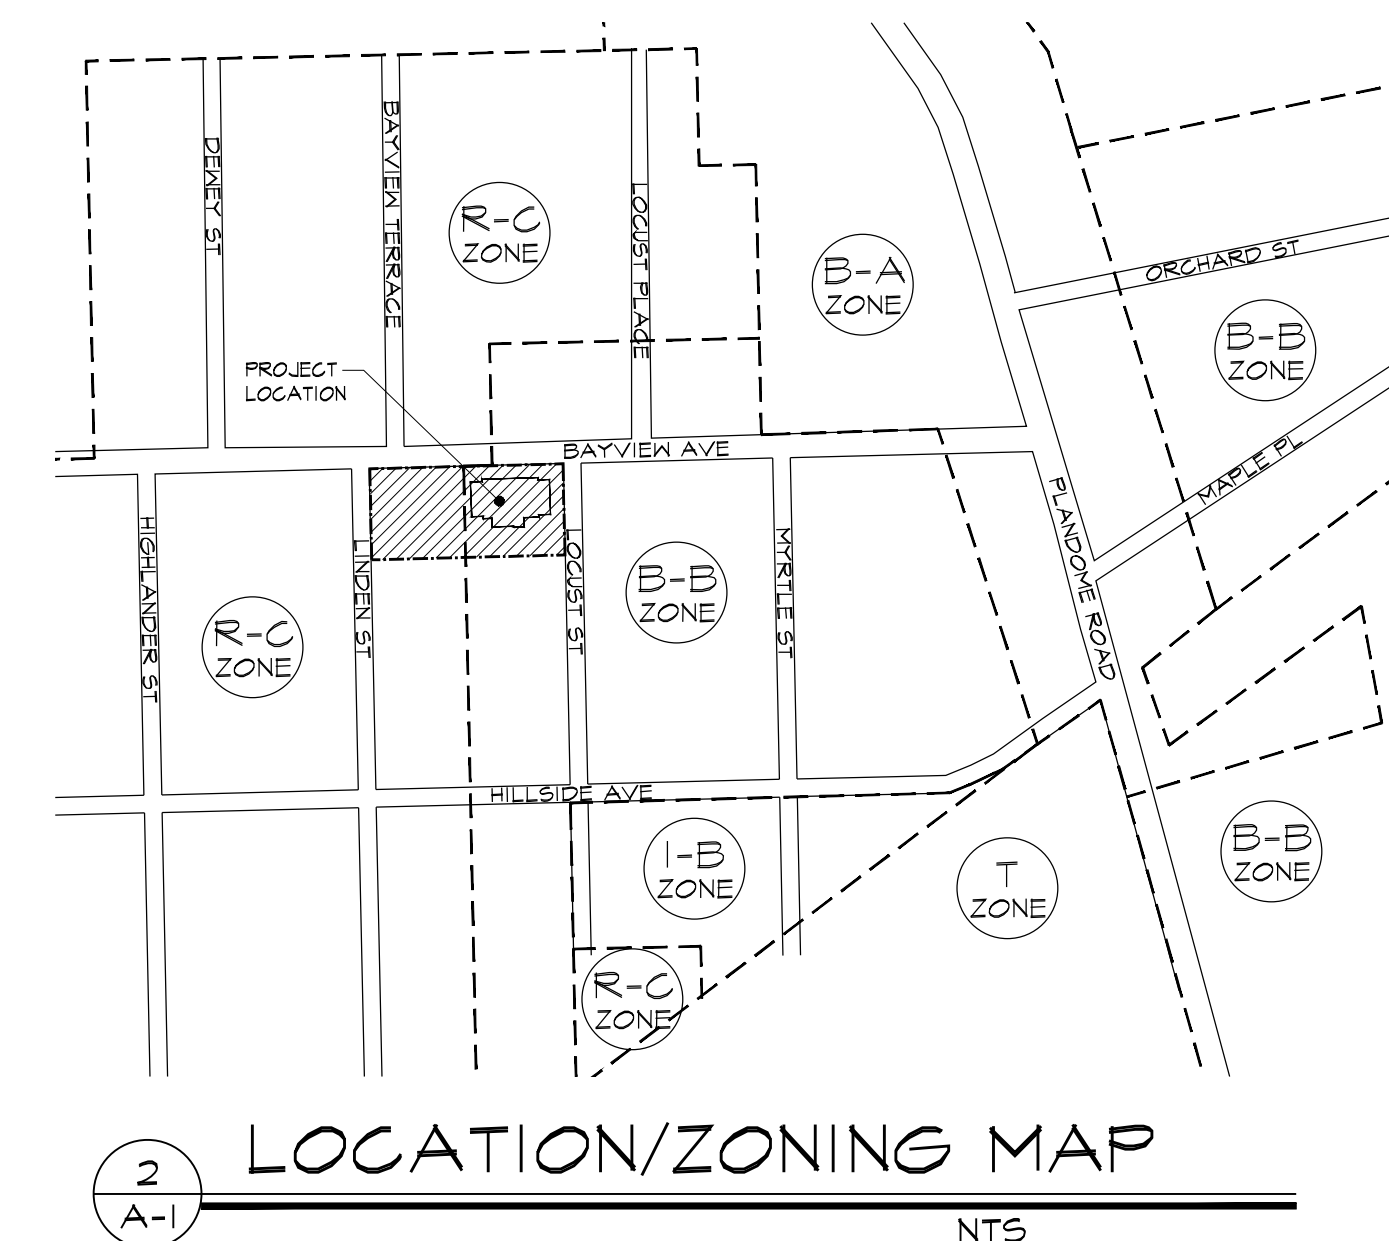 DEWEY ST
BAYVIEW TERRACE
R-C
ZONE
LOCUST PLACE
B-A
ZONE
ORCHARD ST
B-B
ZONE
PROJECT
LOCATION
BAYVIEW AVE
MAPLE PL
HIGHLANDER ST
LINDEN ST
LOCUST ST
MYRTLE ST
PLANDOME ROAD
R-C
ZONE
B-B
ZONE
HILLSIDE AVE
I-B
ZONE
T
ZONE
B-B
ZONE
R-C
ZONE
2
A-1
LOCATION/ZONING MAP
NTS